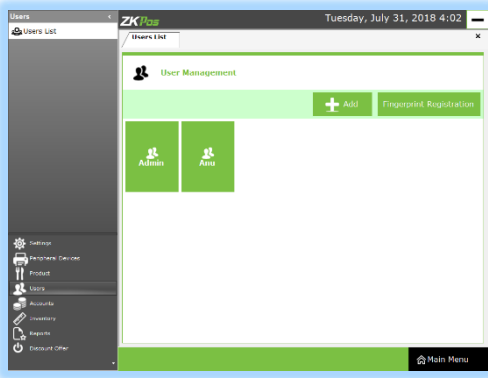 Users
Users List
Settings
Peripheral Devices
Product
Users
Accounts
Inventory
Reports
Discount Offer
ZKPos
Tuesday, July 31, 2018 4:02
Users List
x
User Management
Add
Fingerprint Registration
Admin
Anu
Main Menu